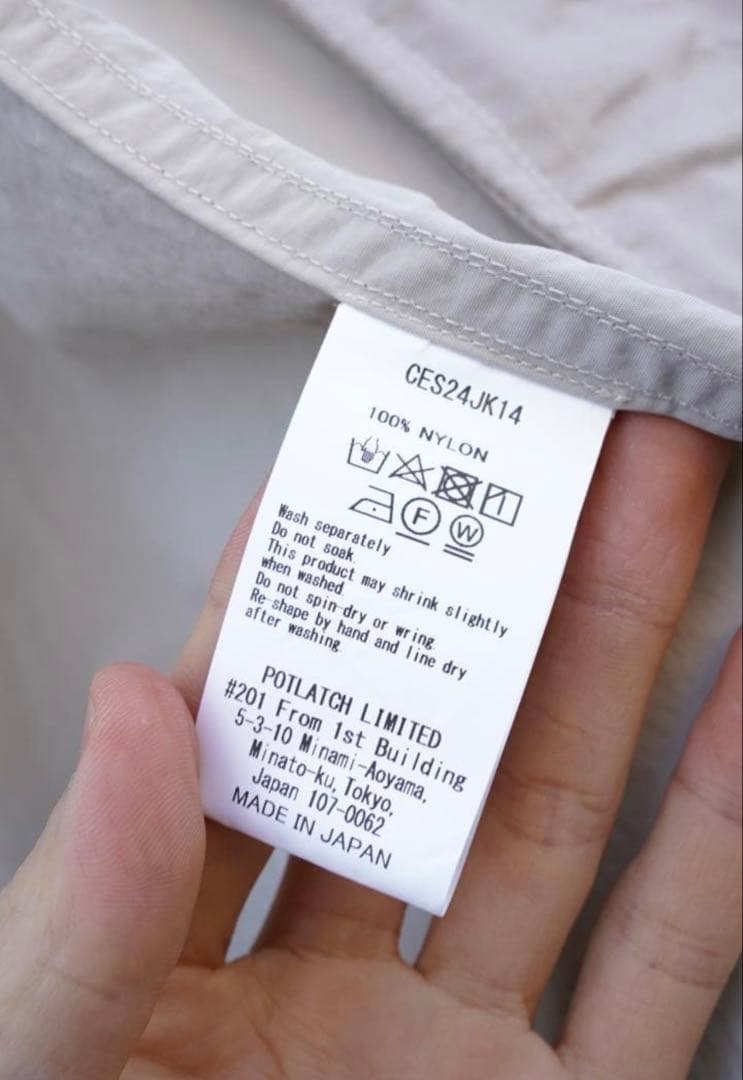 CES24JK14
100% NYLON
F W
Wash separately
Do not soak.
This product may shrink slightly
when washed.
Do not spin-dry or wring.
Re-shape by hand and line dry
after washing.
POTLATCH LIMITED
#201 From 1st Building
5-3-10 Minami-Aoyama,
Minato-ku, Tokyo,
Japan 107-0062
MADE IN JAPAN